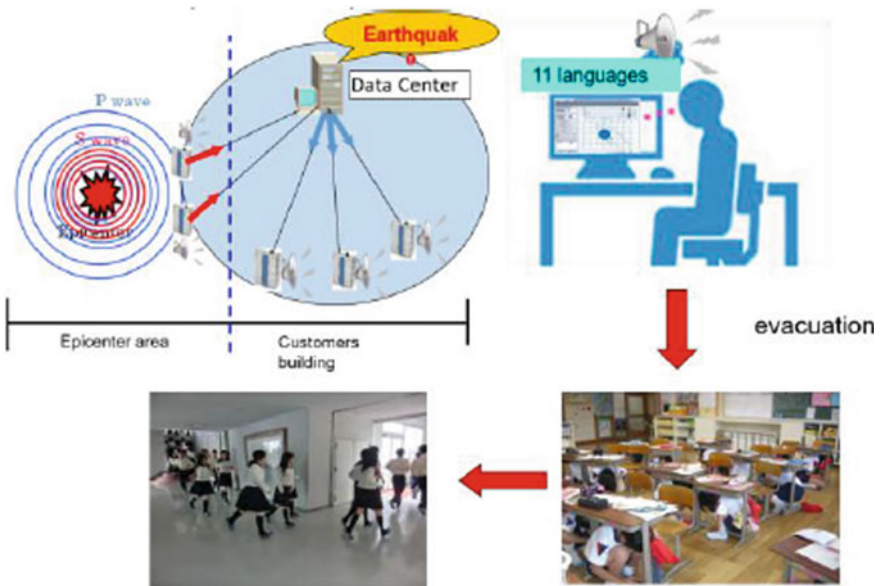 Earthquak
e
11 languages
Data Center
P wave
S wave
Epicenter
evacuation
Epicenter area
Customers
building